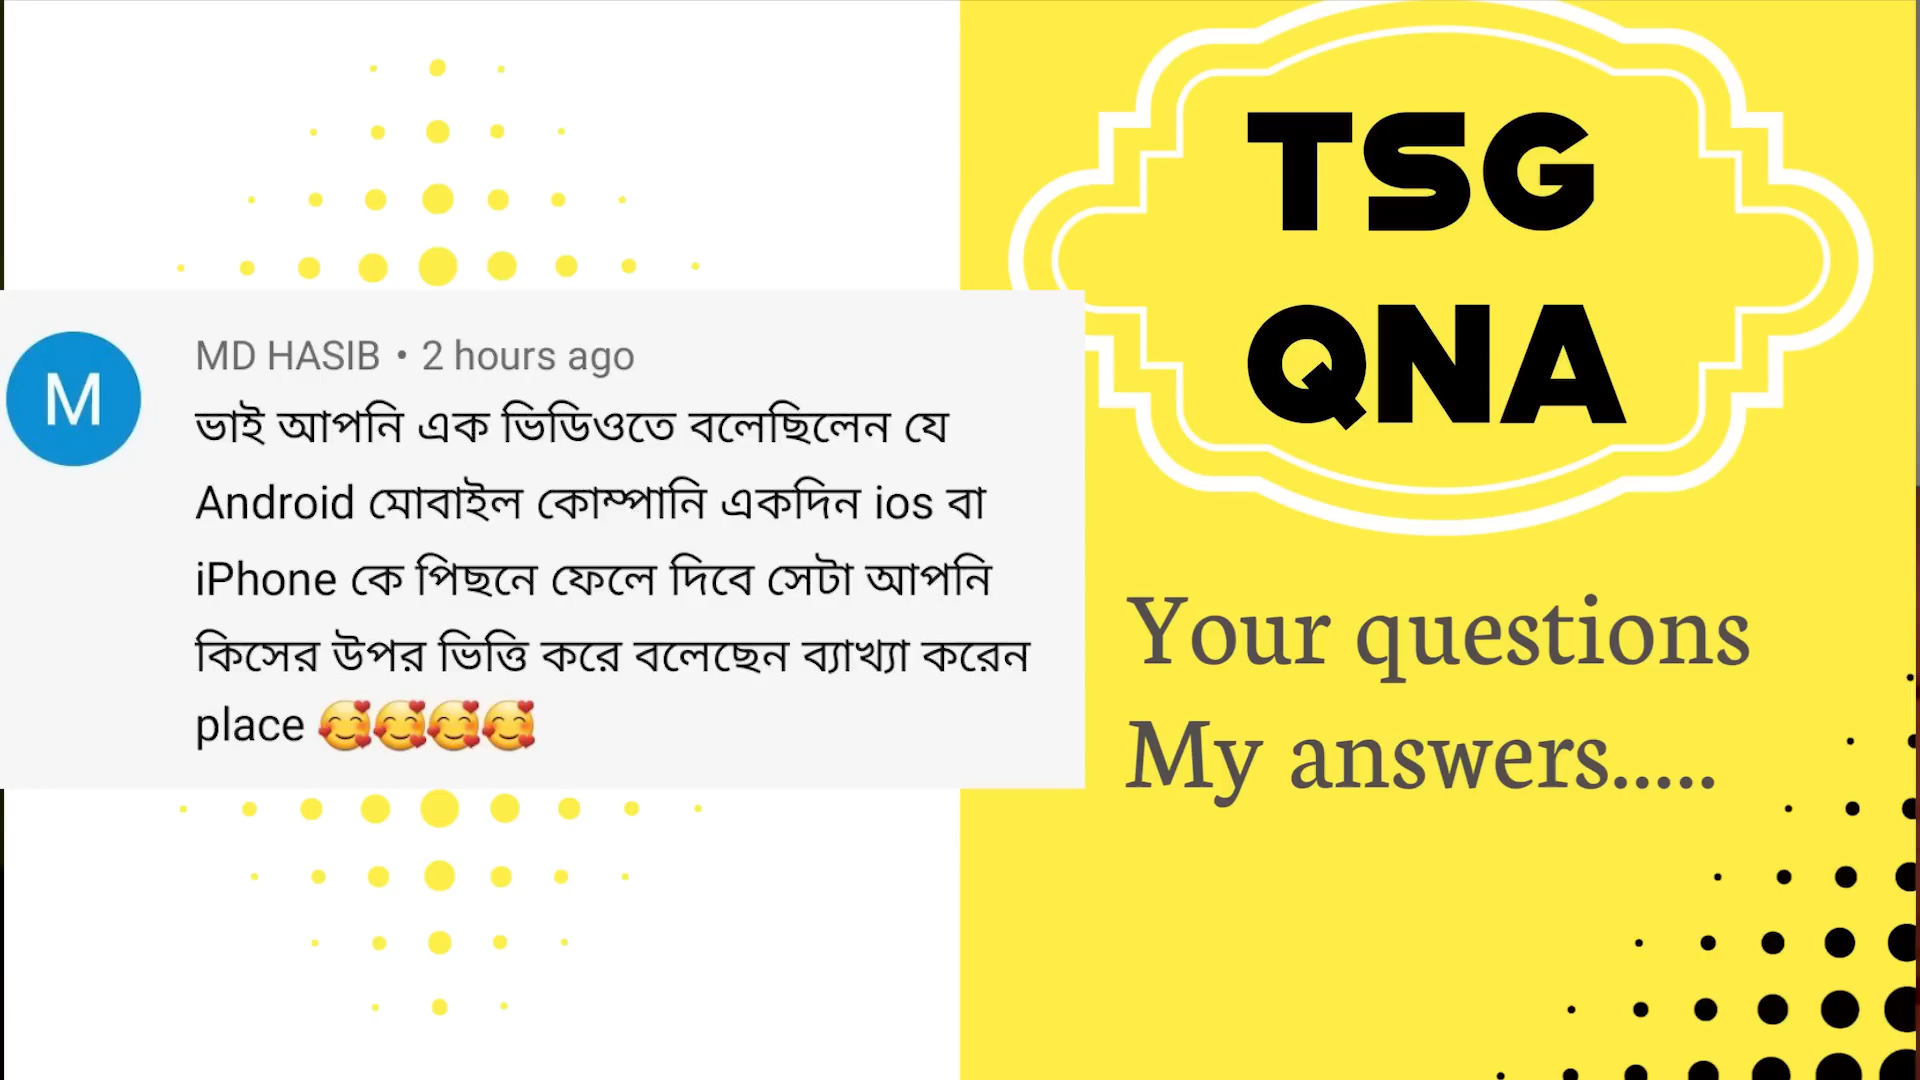 MD HASIB • 2 hours ago
M
ভাই আপনি এক ভিডিওতে বলেছিলেন যে
Android মোবাইল কোম্পানি একদিন ios বা
iPhone কে পিছনে ফেলে দিবে সেটা আপনি
কিসের উপর ভিত্তি করে বলেছেন ব্যাখ্যা করেন
place 🥰🥰🥰🥰
TSG
QNA
Your questions
My answers.....